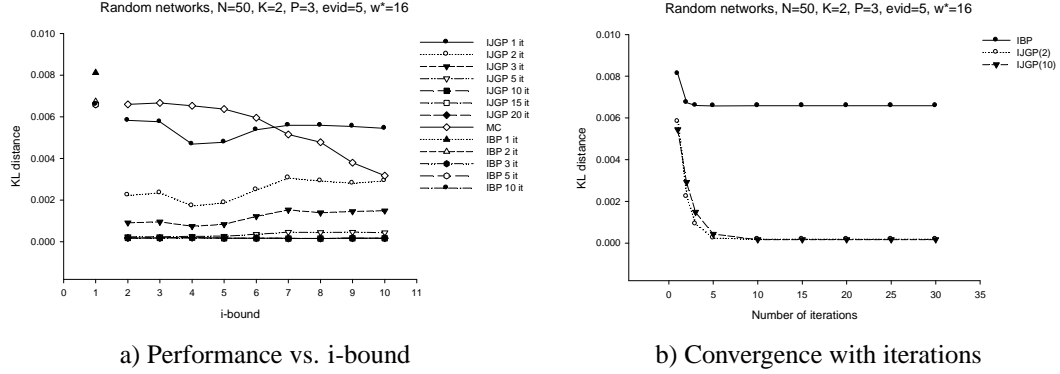 Random networks, N=50, K=2, P=3, evid=5, w*=16
KL distance
0.010
0.008
0.006
0.004
0.002
0.000
0 1 2 3 4 5 6 7 8 9 10 11
i-bound
IJGP 1 it
IJGP 2 it
IJGP 3 it
IJGP 5 it
IJGP 10 it
IJGP 15 it
IJGP 20 it
MC
IBP 1 it
IBP 2 it
IBP 3 it
IBP 5 it
IBP 10 it
a) Performance vs. i-bound
Random networks, N=50, K=2, P=3, evid=5, w*=16
KL distance
0.010
0.008
0.006
0.004
0.002
0.000
0 5 10 15 20 25 30 35
Number of iterations
IBP
IJGP(2)
IJGP(10)
b) Convergence with iterations